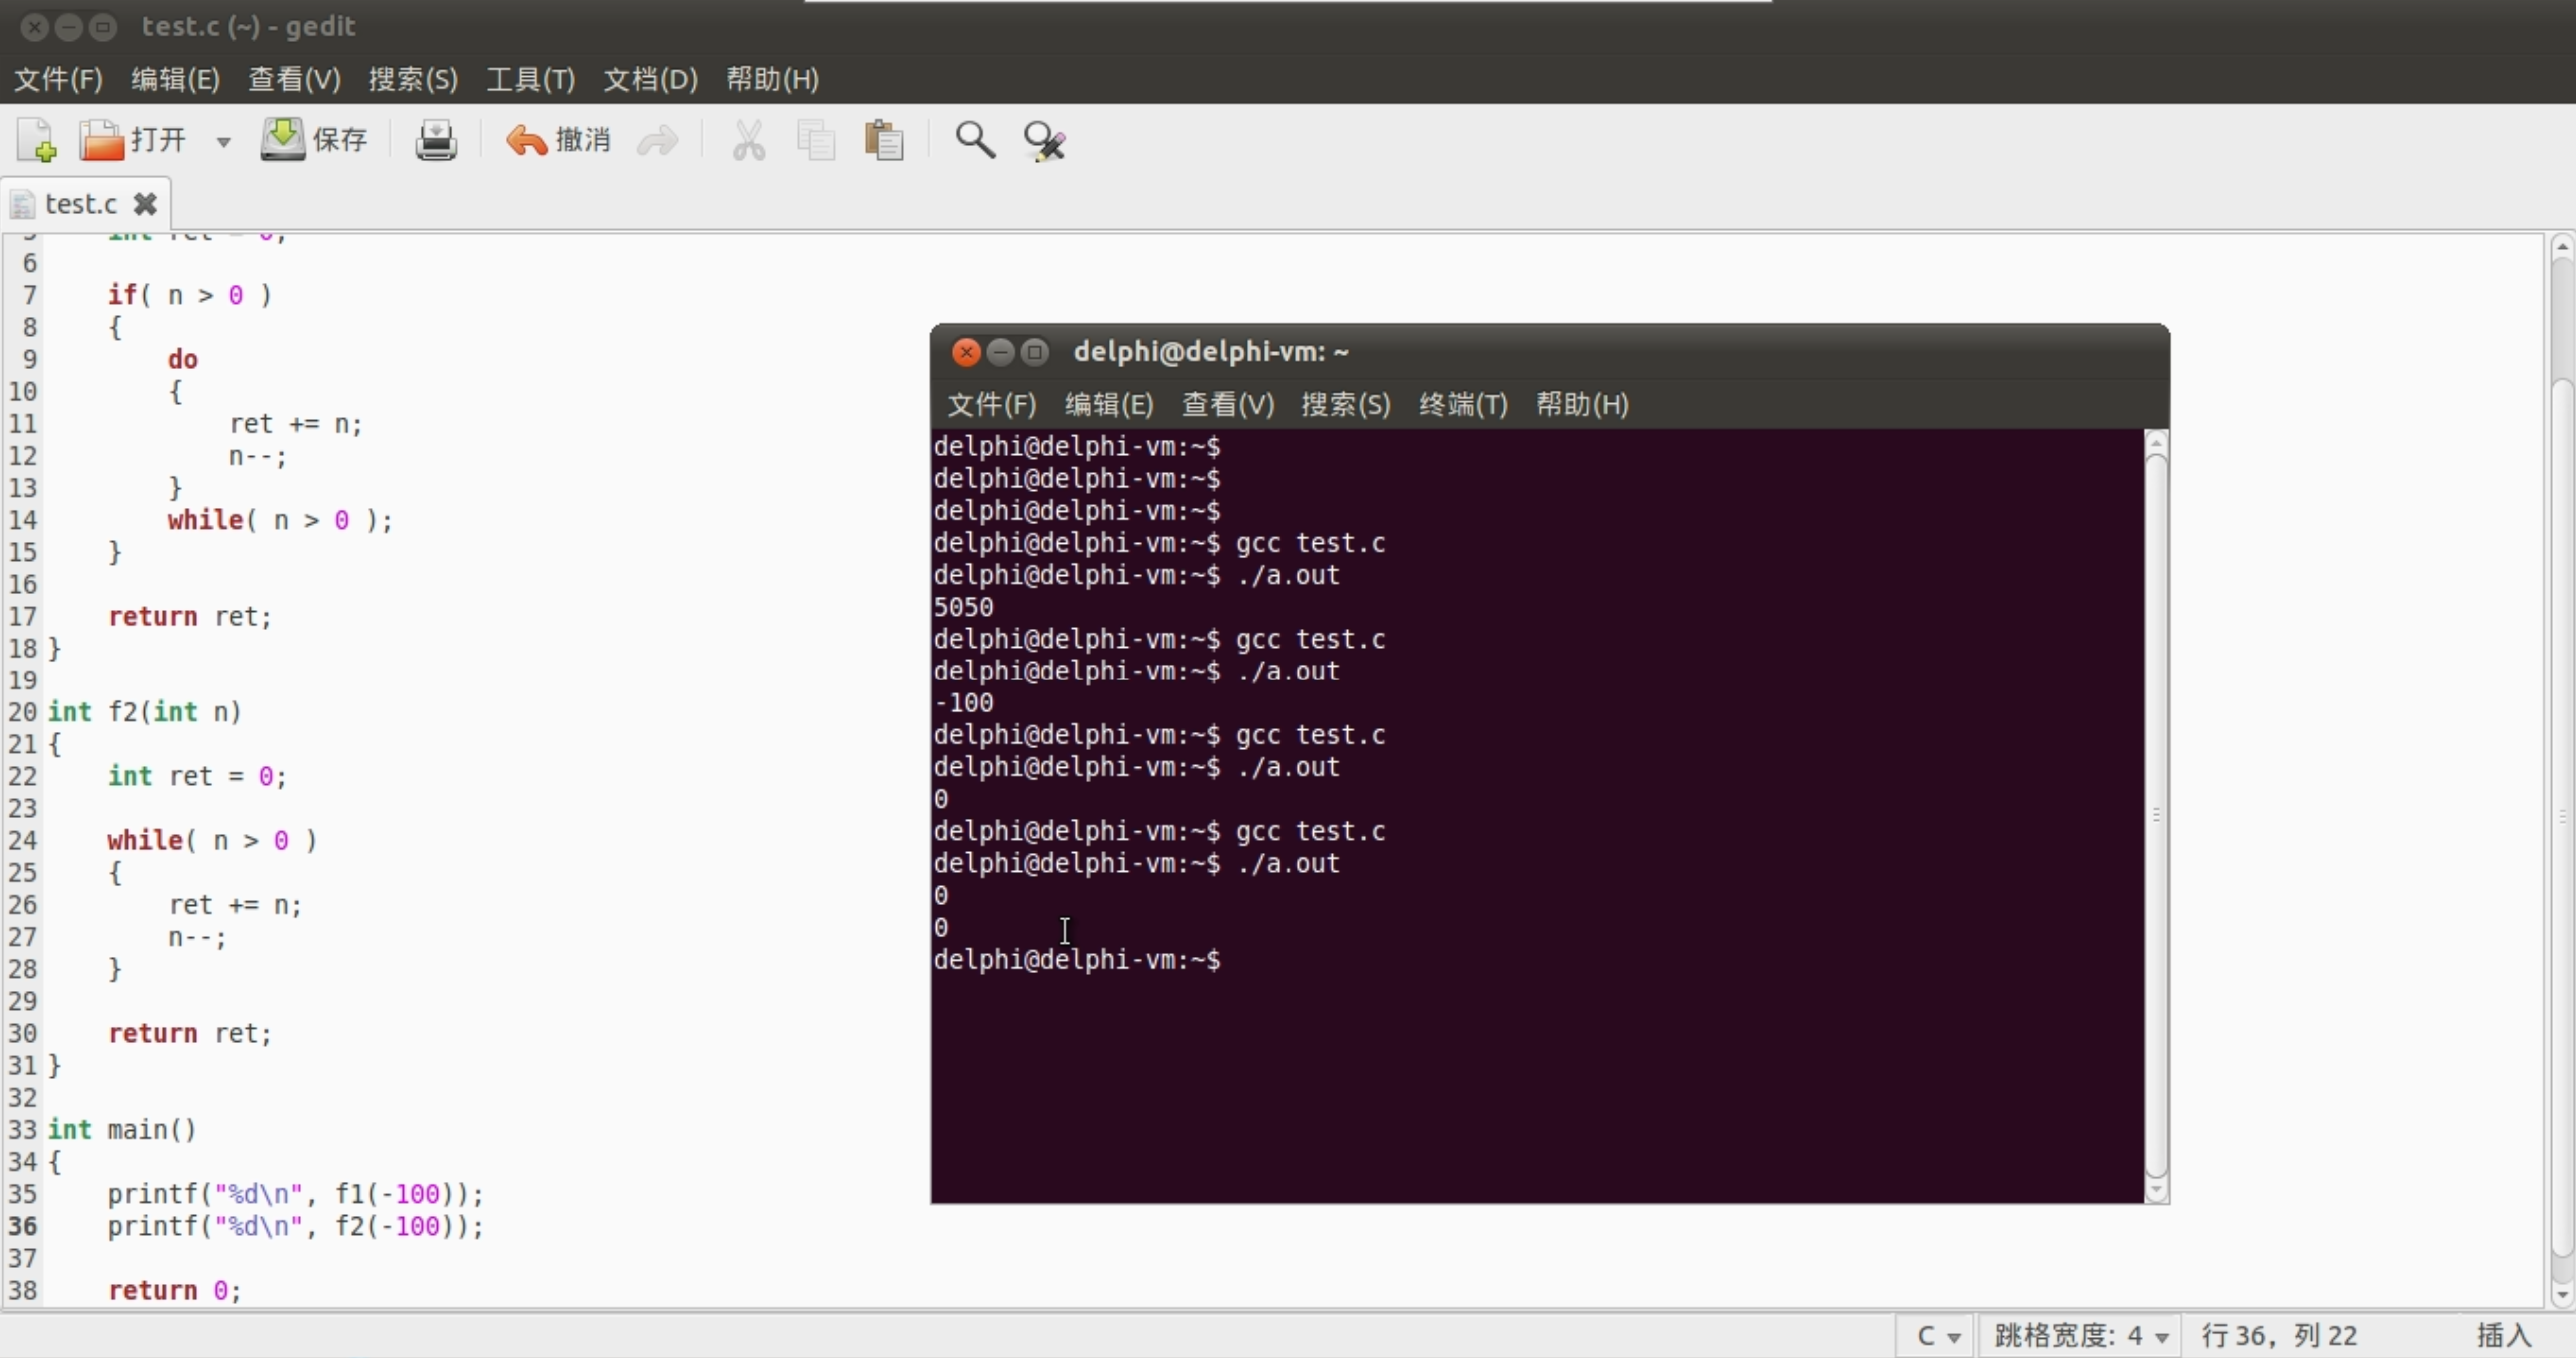 test.c (~) - gedit
文件(F) 编辑(E) 查看(V) 搜索(S) 工具(T) 文档(D) 帮助(H)
打开 保存 撤消
test.c
5     int ret = 0;
6
7     if( n > 0 )
8     {
9         do
10         {
11             ret += n;
12             n--;
13         }
14         while( n > 0 );
15     }
16
17     return ret;
18 }
19
20 int f2(int n)
21 {
22     int ret = 0;
23
24     while( n > 0 )
25     {
26         ret += n;
27         n--;
28     }
29
30     return ret;
31 }
32
33 int main()
34 {
35     printf("%d\n", f1(-100));
36     printf("%d\n", f2(-100));
37
38     return 0;
delphi@delphi-vm: ~
文件(F) 编辑(E) 查看(V) 搜索(S) 终端(T) 帮助(H)
delphi@delphi-vm:~$
delphi@delphi-vm:~$
delphi@delphi-vm:~$
delphi@delphi-vm:~$ gcc test.c
delphi@delphi-vm:~$ ./a.out
5050
delphi@delphi-vm:~$ gcc test.c
delphi@delphi-vm:~$ ./a.out
-100
delphi@delphi-vm:~$ gcc test.c
delphi@delphi-vm:~$ ./a.out
0
delphi@delphi-vm:~$ gcc test.c
delphi@delphi-vm:~$ ./a.out
0
0
delphi@delphi-vm:~$
C 跳格宽度: 4 行 36，列 22 插入